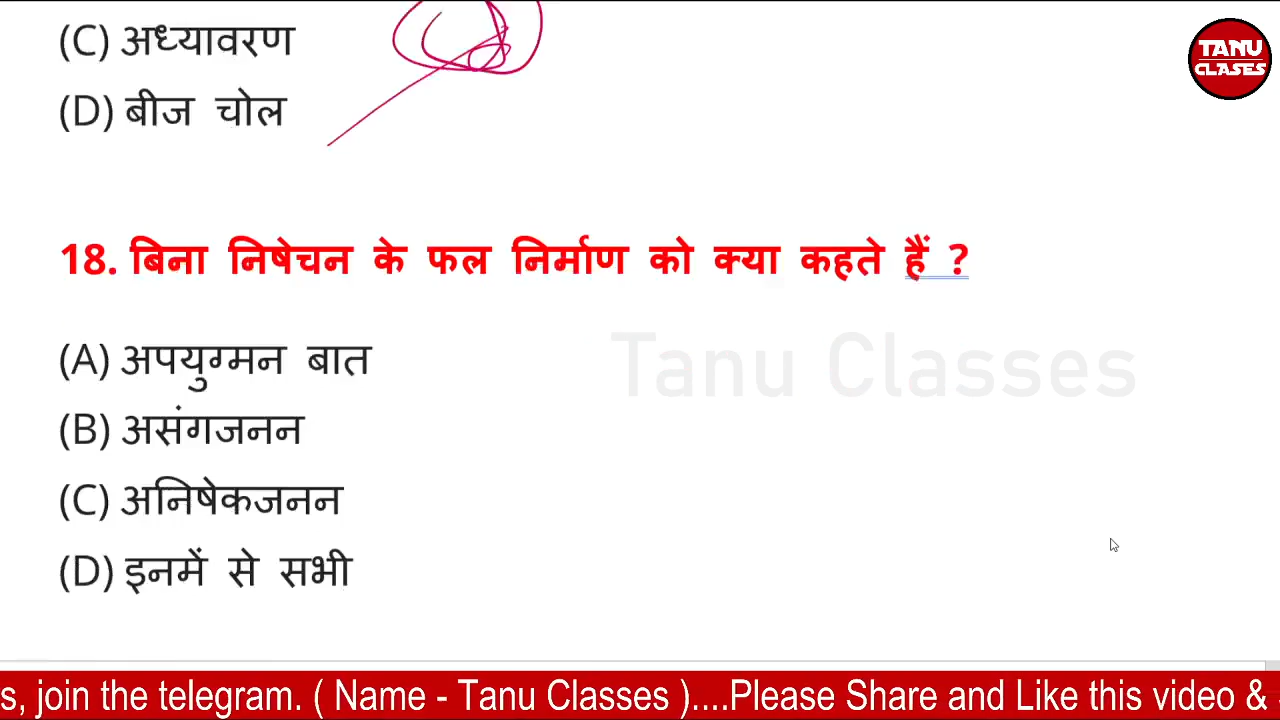 (C) अध्यावरण
(D) बीज चोल
TANU
CLASES
18. बिना निषेचन के फल निर्माण को क्या कहते हैं ?
(A) अपयुग्मन बात
(B) असंगजनन
(C) अनिषेकजनन
(D) इनमें से सभी
Tanu Classes
s, join the telegram. ( Name - Tanu Classes )....Please Share and Like this video &